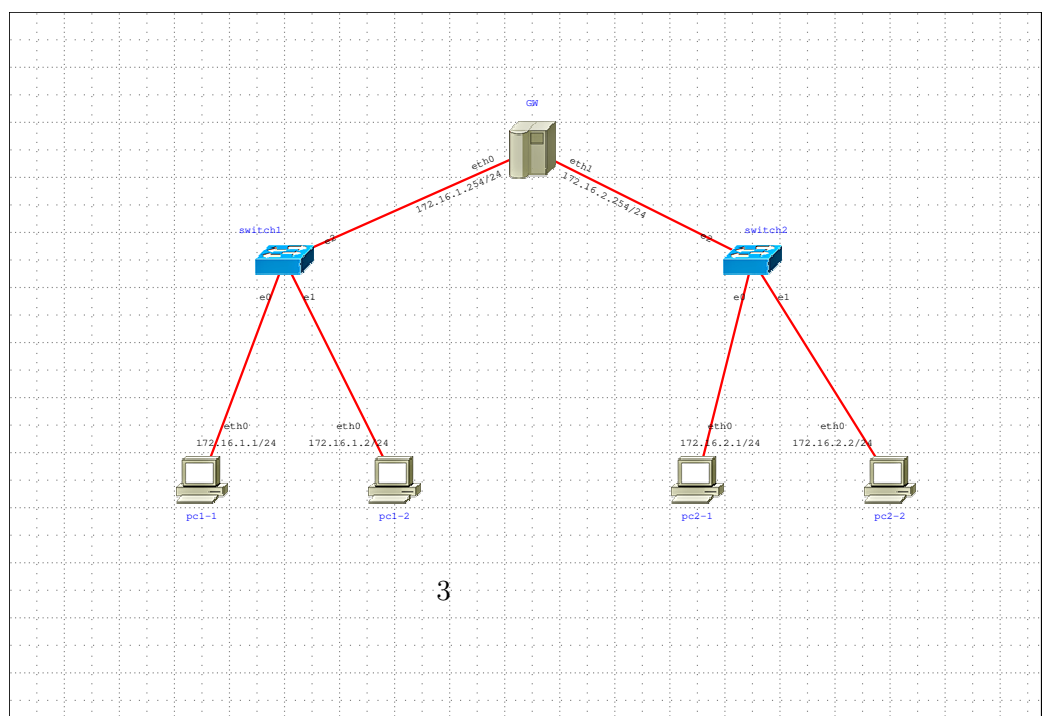 GW
eth0
eth1
172.16.1.254/24
172.16.2.254/24
switch1
switch2
e2
e2
e0
e1
e0
e1
eth0
eth0
eth0
eth0
172.16.1.1/24
172.16.1.2/24
172.16.2.1/24
172.16.2.2/24
pc1-1
pc1-2
pc2-1
pc2-2
3